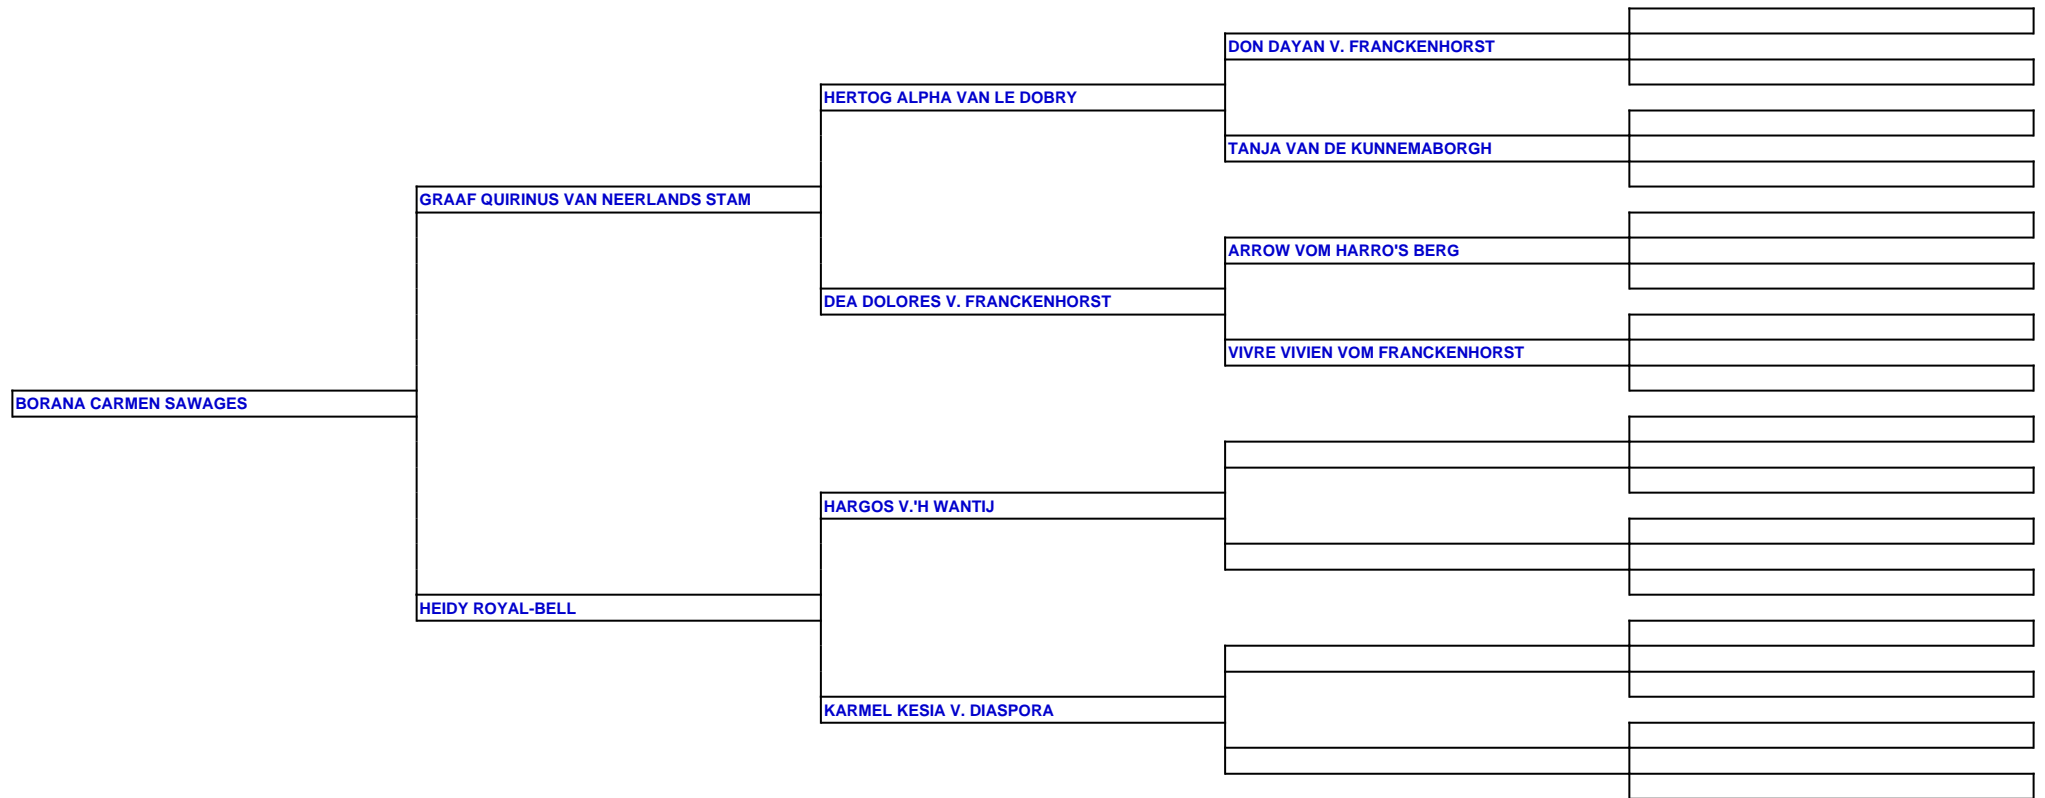 DON DAYAN V. FRANCKENHORST
HERTOG ALPHA VAN LE DOBRY
TANJA VAN DE KUNNEMABORGH
GRAAF QUIRINUS VAN NEERLANDS STAM
ARROW VOM HARRO'S BERG
DEA DOLORES V. FRANCKENHORST
VIVRE VIVIEN VOM FRANCKENHORST
BORANA CARMEN SAWAGES
HARGOS V.'H WANTIJ
HEIDY ROYAL-BELL
KARMEL KESIA V. DIASPORA